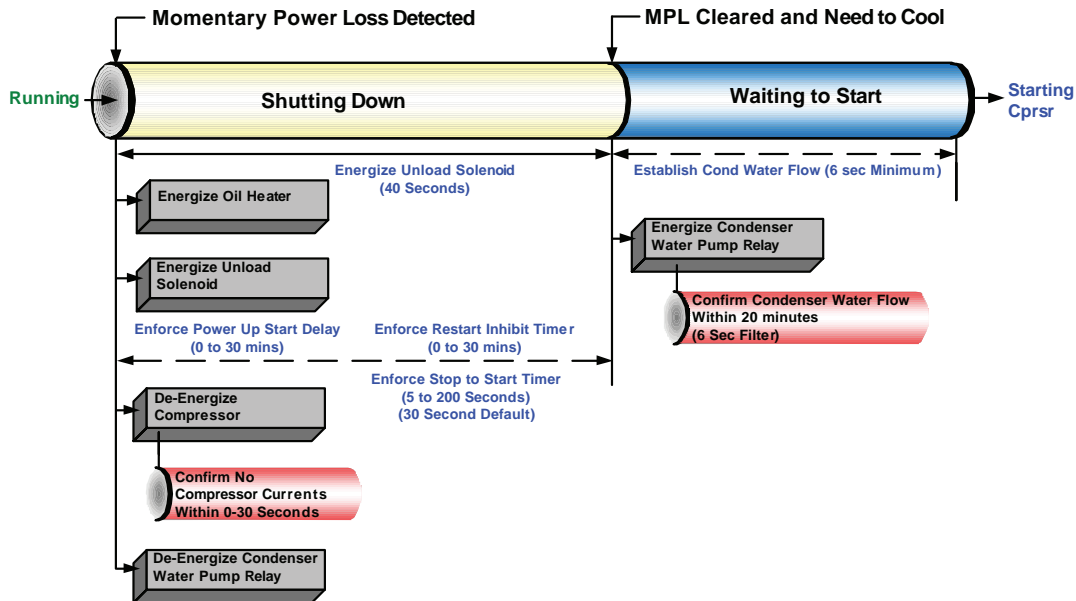 Momentary Power Loss Detected
MPL Cleared and Need to Cool
Running
Shutting Down
Waiting to Start
Starting
Cprsr
Energize Unload Solenoid
(40 Seconds)
Establish Cond Water Flow (6 sec Minimum)
Energize Oil Heater
Energize Condenser
Water Pump Relay
Energize Unload
Solenoid
Confirm Condenser Water Flow
Within 20 minutes
(6 Sec Filter)
Enforce Power Up Start Delay
(0 to 30 mins)
Enforce Restart Inhibit Timer
(0 to 30 mins)
Enforce Stop to Start Timer
(5 to 200 Seconds)
(30 Second Default)
De-Energize
Compressor
Confirm No
Compressor Currents
Within 0-30 Seconds
De-Energize Condenser
Water Pump Relay